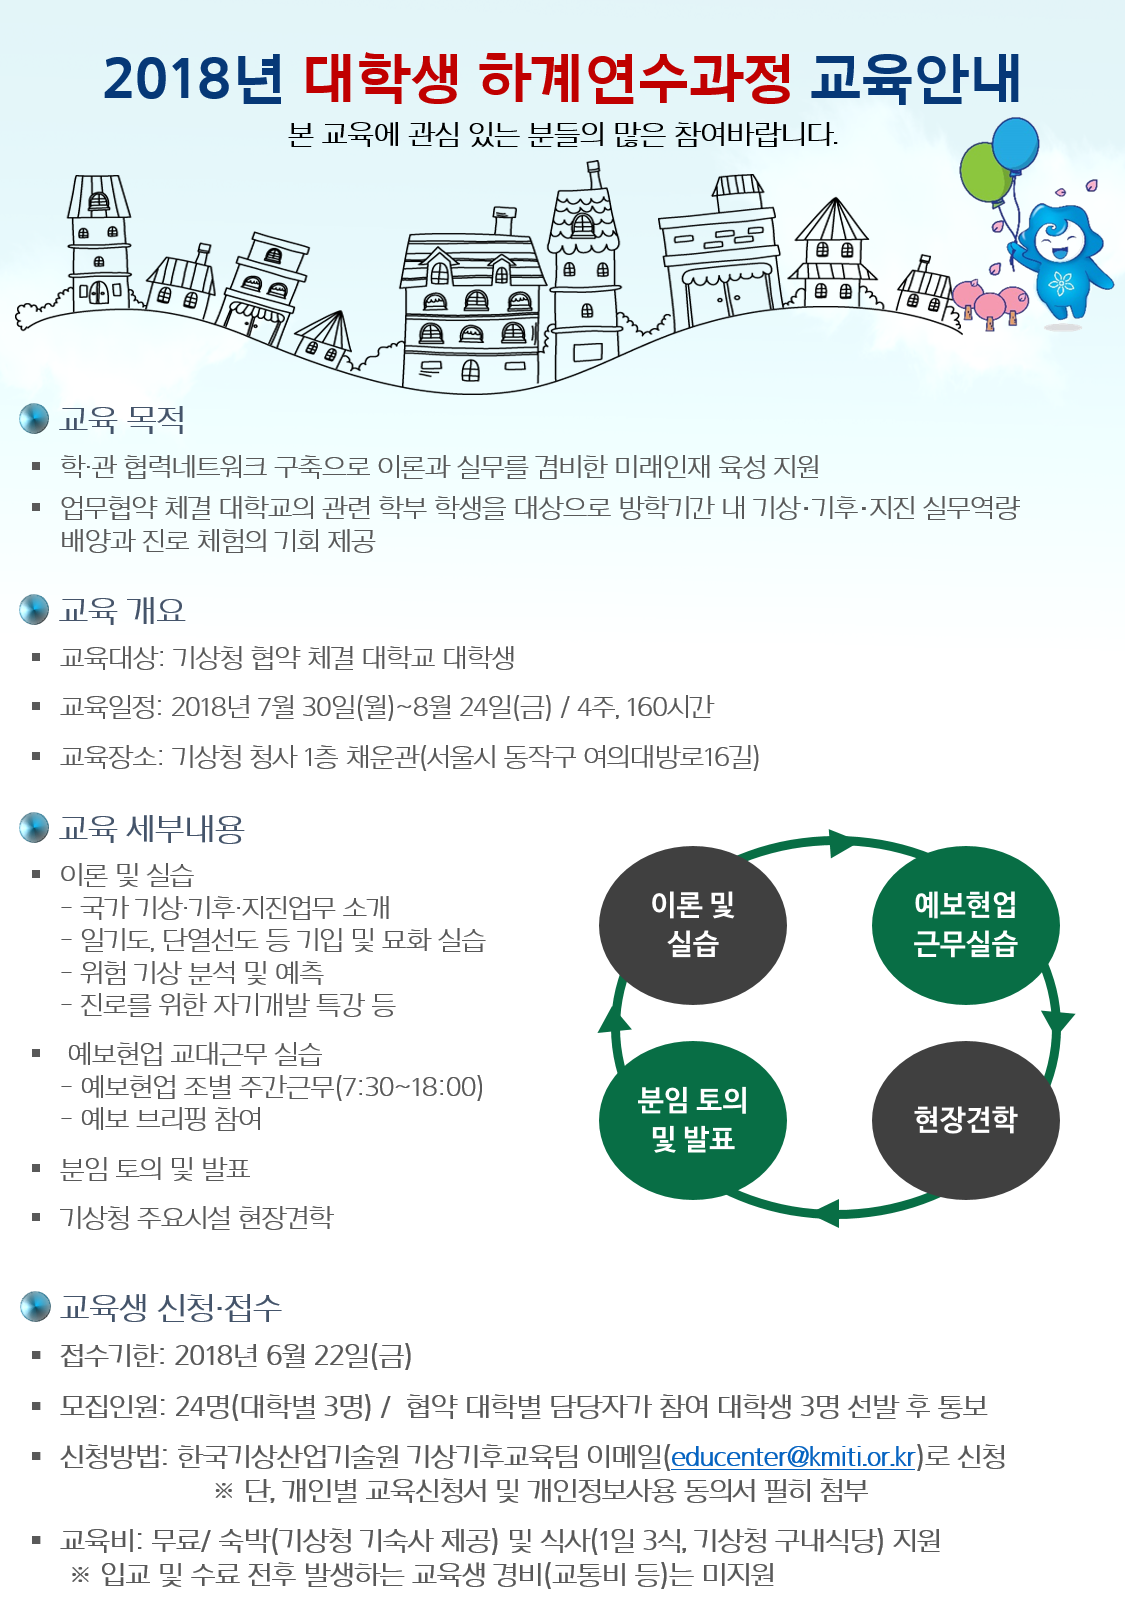 2018년 대학생 하계연수과정 교육안내
본 교육에 관심 있는 분들의 많은 참여바랍니다.
교육 목적
▪ 학·관 협력네트워크 구축으로 이론과 실무를 겸비한 미래인재 육성 지원
▪ 업무협약 체결 대학교의 관련 학부 학생을 대상으로 방학기간 내 기상·기후·지진 실무역량
배양과 진로 체험의 기회 제공
교육 개요
▪ 교육대상: 기상청 협약 체결 대학교 대학생
▪ 교육일정: 2018년 7월 30일(월)~8월 24일(금) / 4주, 160시간
▪ 교육장소: 기상청 청사 1층 채운관(서울시 동작구 여의대방로16길)
교육 세부내용
▪ 이론 및 실습
- 국가 기상·기후·지진업무 소개
- 일기도, 단열선도 등 기입 및 묘화 실습
- 위험 기상 분석 및 예측
- 진로를 위한 자기개발 특강 등
▪ 예보현업 교대근무 실습
- 예보현업 조별 주간근무(7:30~18:00)
- 예보 브리핑 참여
▪ 분임 토의 및 발표
▪ 기상청 주요시설 현장견학
이론 및
실습
예보현업
근무실습
분임 토의
및 발표
현장견학
교육생 신청·접수
▪ 접수기한: 2018년 6월 22일(금)
▪ 모집인원: 24명(대학별 3명) / 협약 대학별 담당자가 참여 대학생 3명 선발 후 통보
▪ 신청방법: 한국기상산업기술원 기상기후교육팀 이메일(educenter@kmiti.or.kr)로 신청
※ 단, 개인별 교육신청서 및 개인정보사용 동의서 필히 첨부
▪ 교육비: 무료/ 숙박(기상청 기숙사 제공) 및 식사(1일 3식, 기상청 구내식당) 지원
※ 입교 및 수료 전후 발생하는 교육생 경비(교통비 등)는 미지원